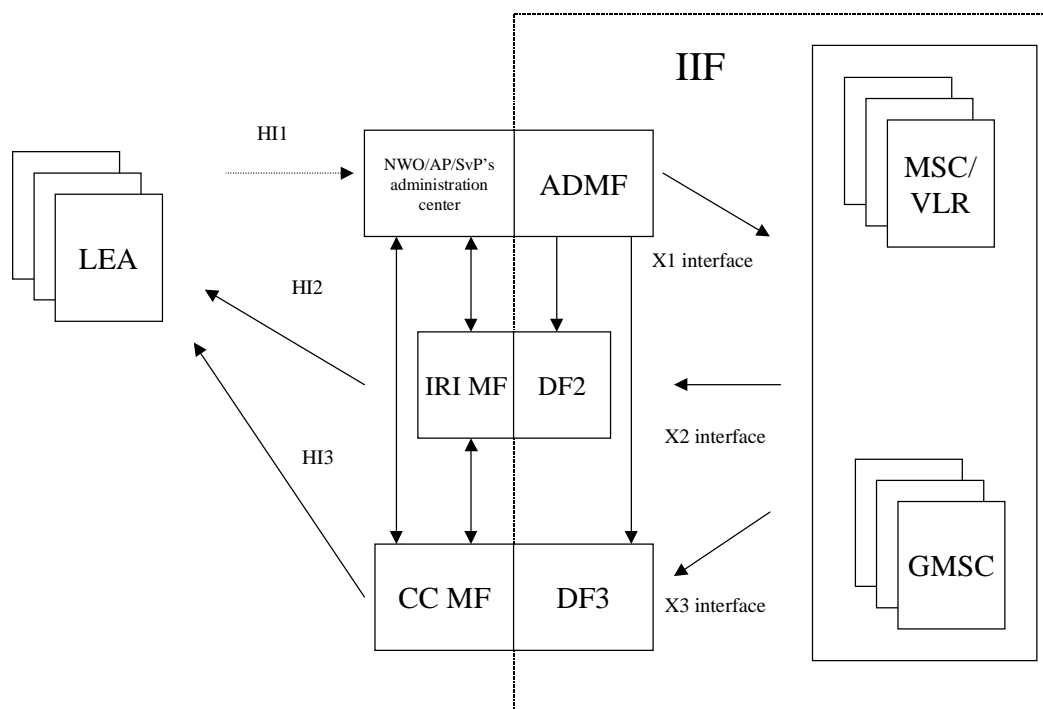 IIF
HI1
NWO/AP/SvP's
administration
center
ADMF
MSC/
VLR
LEA
X1 interface
HI2
IRI MF
DF2
X2 interface
HI3
GMSC
CC MF
DF3
X3 interface